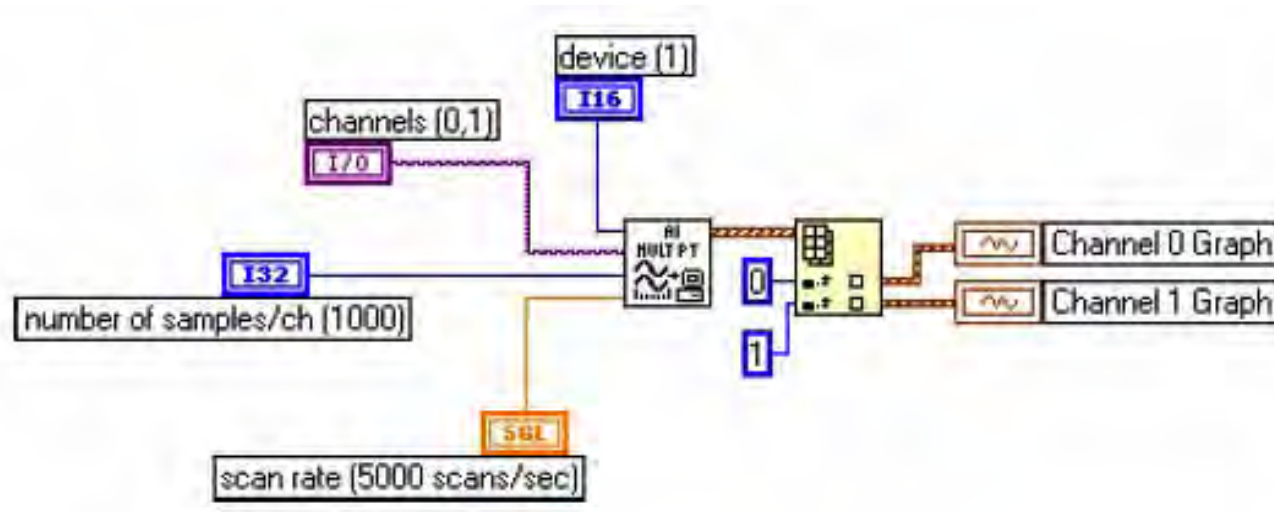 device (1)
I16
channels (0,1)
I/O
AI
MULT PT
I32
number of samples/ch (1000)
0
1
Channel 0 Graph
Channel 1 Graph
SGL
scan rate (5000 scans/sec)